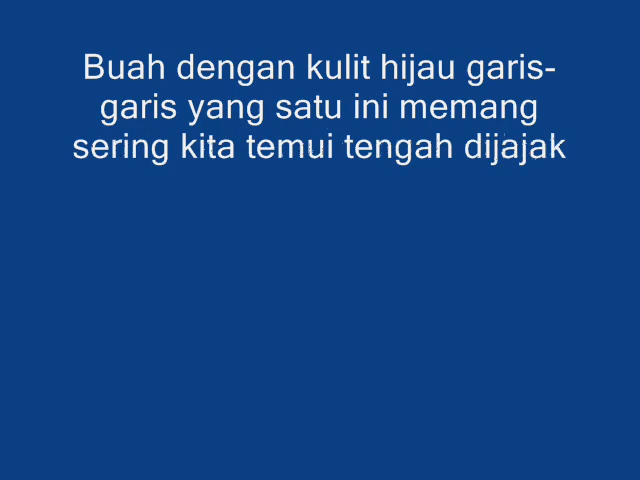 Buah dengan kulit hijau garis-
garis yang satu ini memang
sering kita temui tengah dijajak